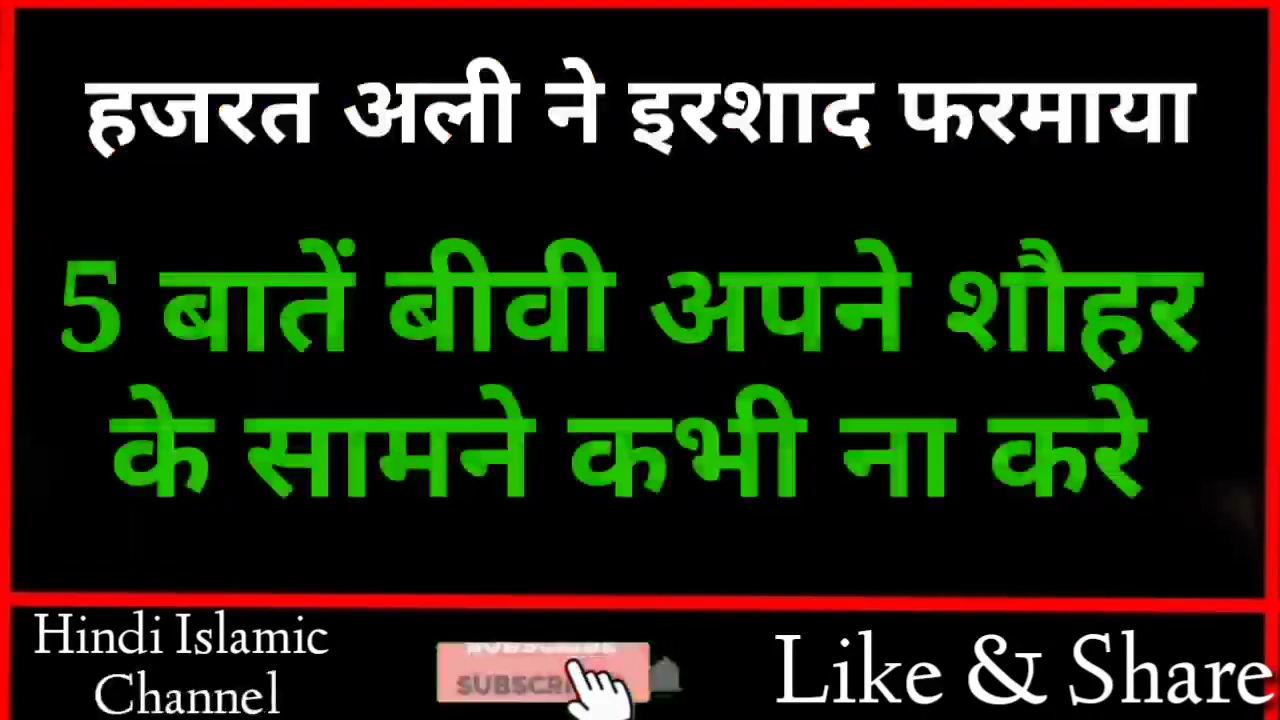 हजरत अली ने इरशाद फरमाया
5 बातें बीवी अपने शौहर
के सामने कभी ना करे
Hindi Islamic
Channel
Like & Share